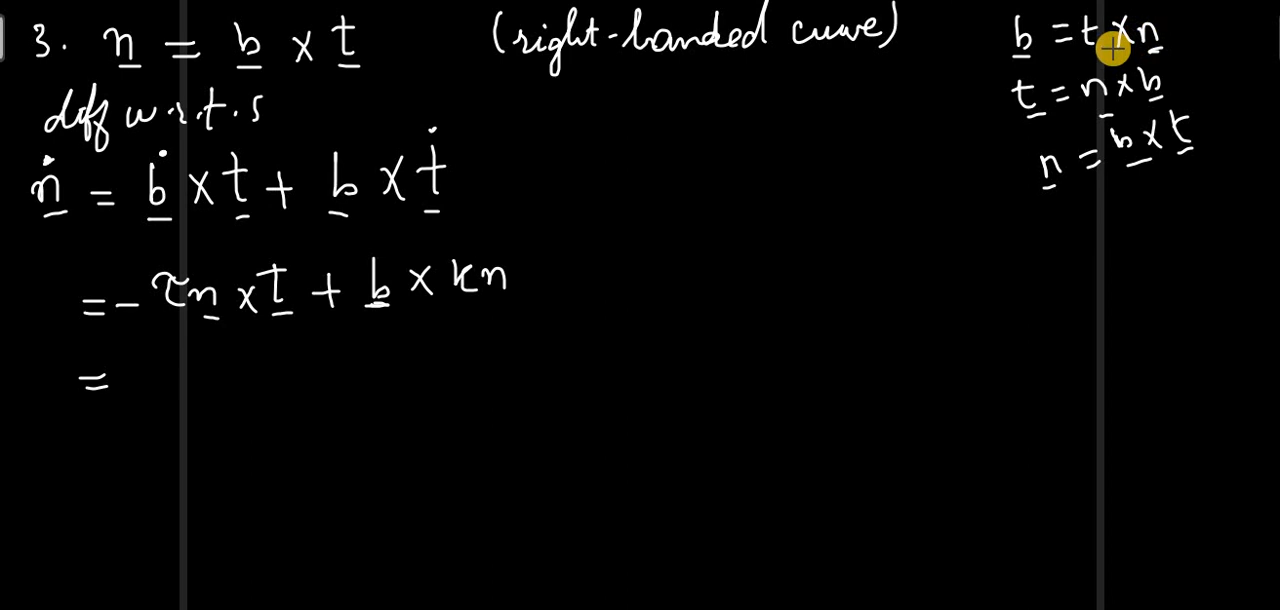 3. n = b × t (right-handed curve)
diff w.r.t. s
ṅ = ḃ × t + b × ṫ
= - τn × t + b × κn
=
b = t × n
t = n × b
n = b × t